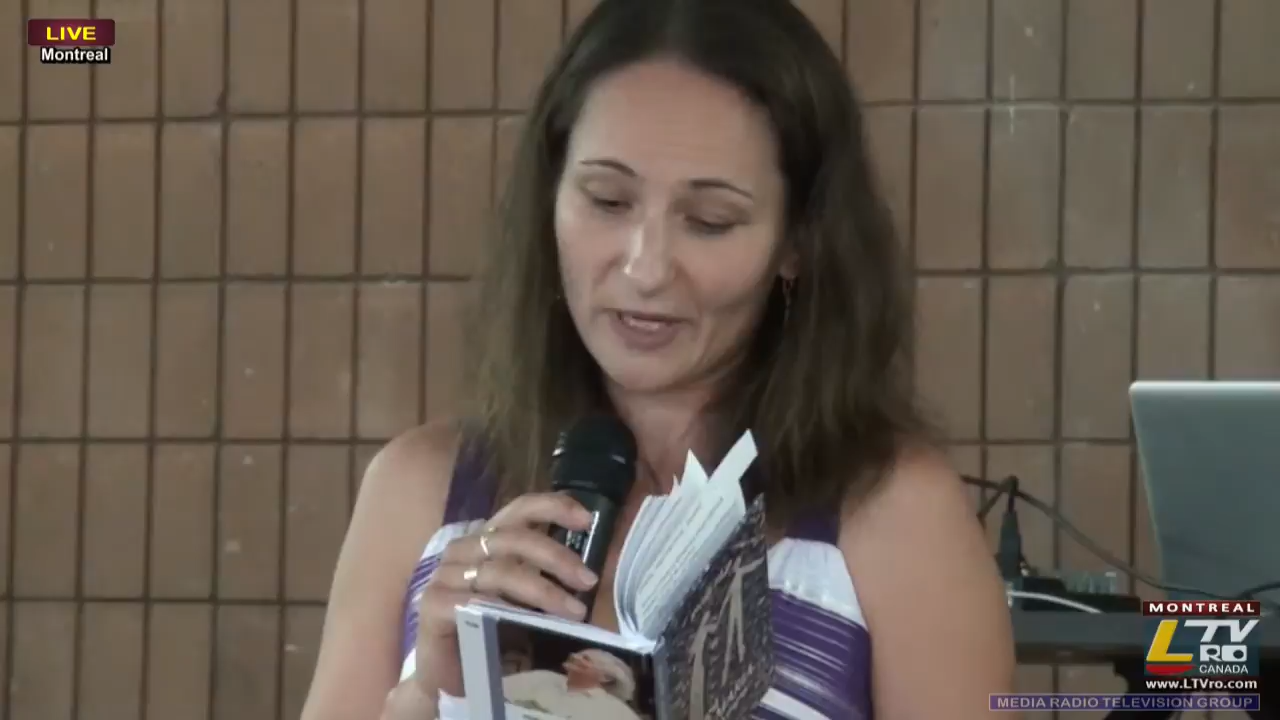 LIVE
Montreal
MONTREAL
LTV
RO
CANADA
www.LTVro.com
MEDIA RADIO TELEVISION GROUP